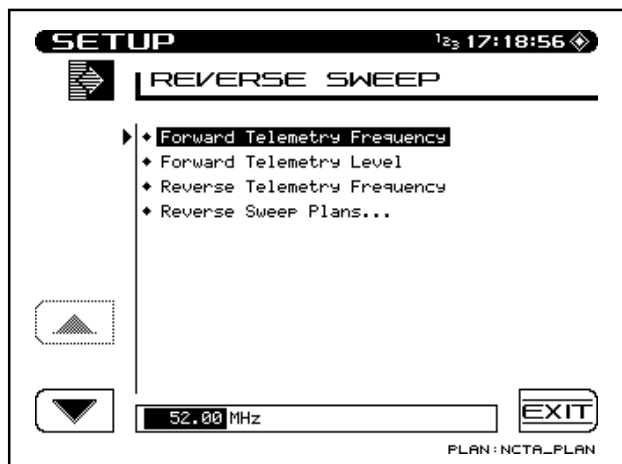 SETUP 123 17:18:56
REVERSE SWEEP
Forward Telemetry Frequency
Forward Telemetry Level
Reverse Telemetry Frequency
Reverse Sweep Plans...
52.00 MHz
EXIT
PLAN:NCTA_PLAN